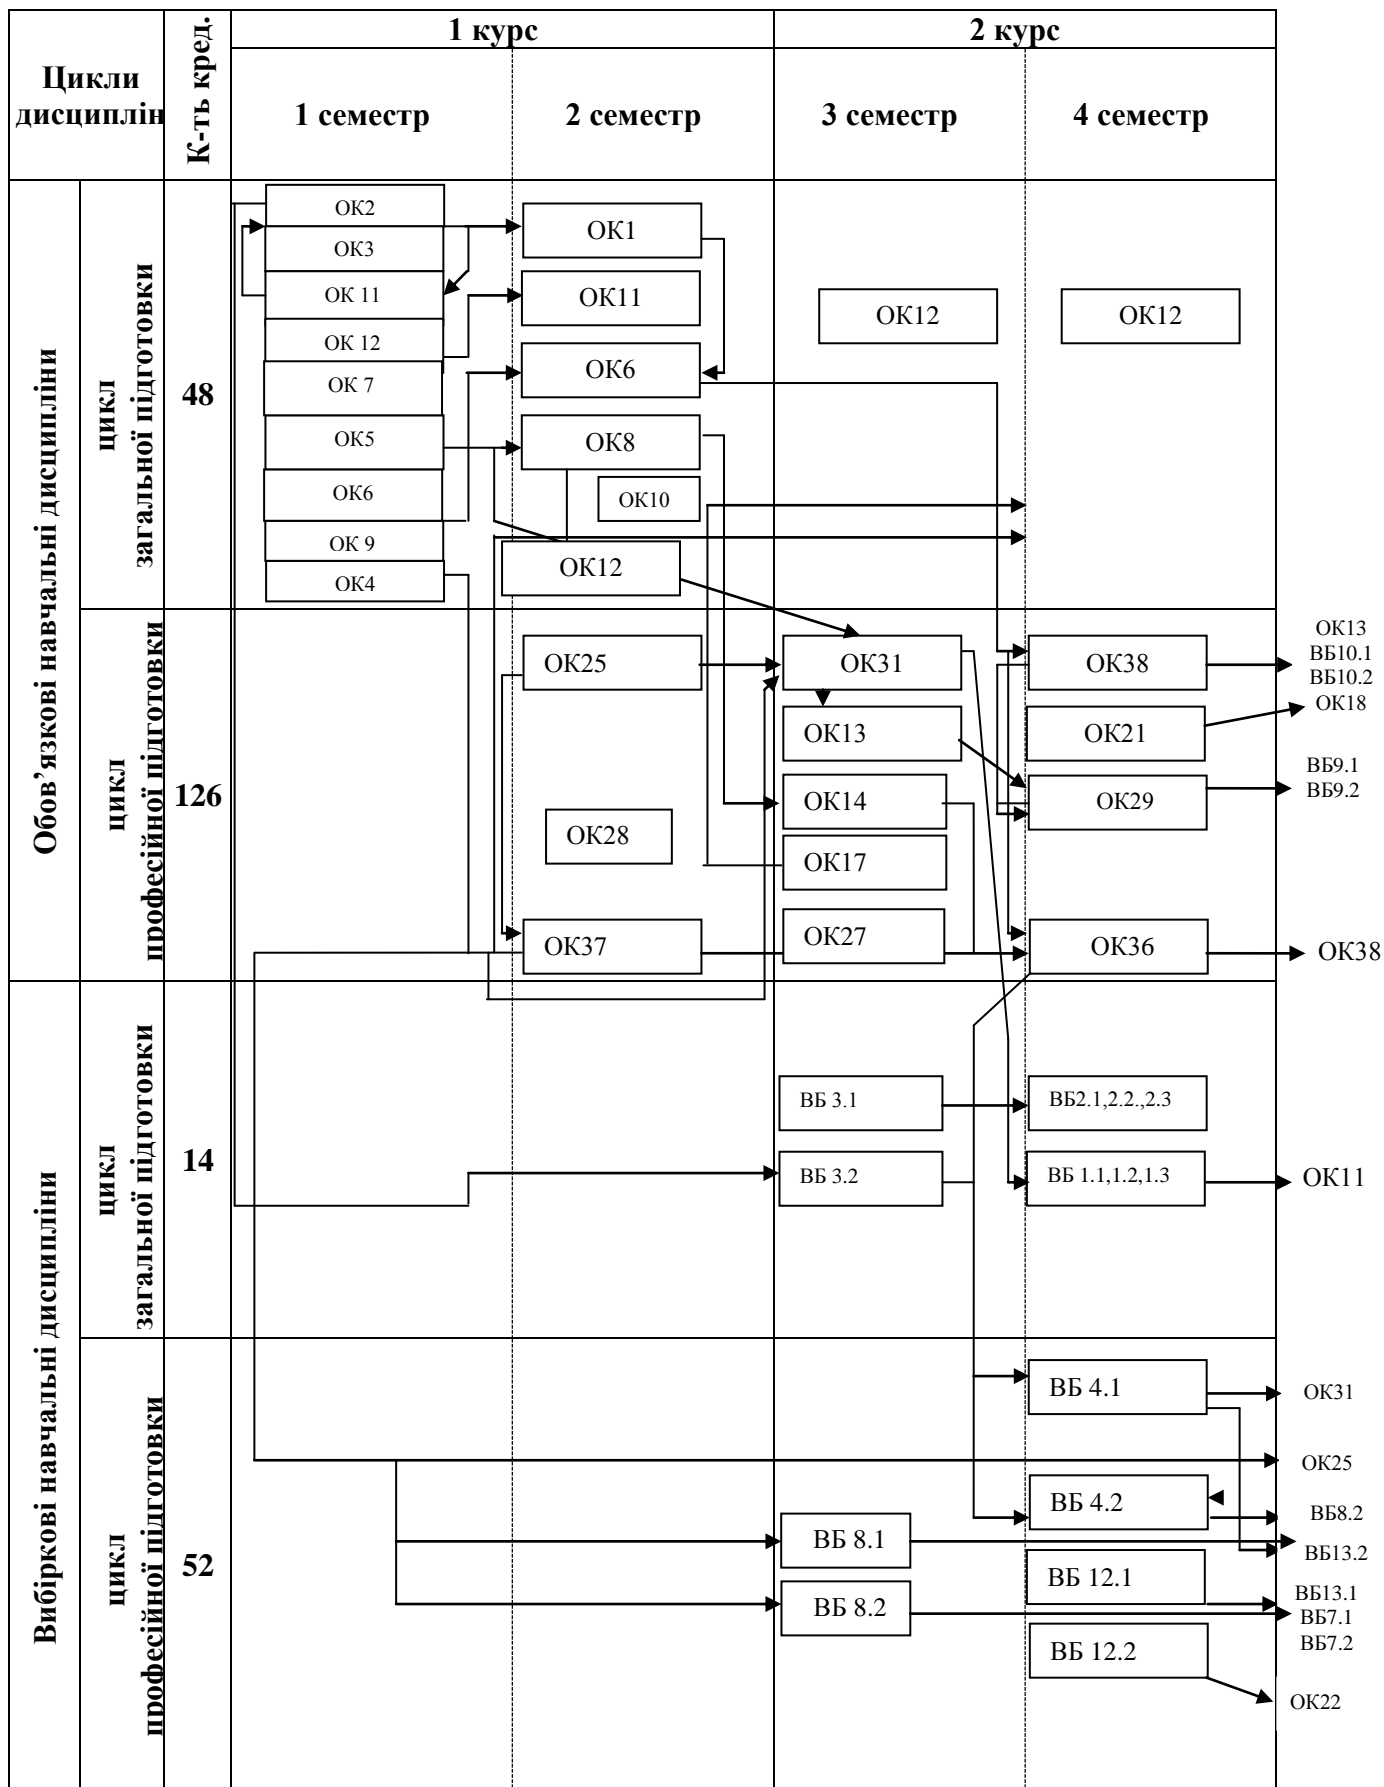 Цикли
дисциплін
К-ть кред.
1 курс
2 курс
1 семестр
2 семестр
3 семестр
4 семестр
Обов’язкові навчальні дисципліни
цикл
загальної підготовки
48
ОК2
ОК3
ОК 11
ОК 12
ОК 7
ОК5
ОК6
ОК 9
ОК4
ОК1
ОК11
ОК6
ОК8
ОК10
ОК12
ОК12
ОК12
цикл
професійної підготовки
126
ОК25
ОК28
ОК37
ОК31
ОК13
ОК14
ОК17
ОК27
ОК38
ОК21
ОК29
ОК36
ОК13
ВБ10.1
ВБ10.2
ОК18
ВБ9.1
ВБ9.2
ОК38
Вибіркові навчальні дисципліни
цикл
загальної підготовки
14
ВБ 3.1
ВБ 3.2
ВБ2.1,2.2.,2.3
ВБ 1.1,1.2,1.3
ОК11
цикл
професійної підготовки
52
ВБ 8.1
ВБ 8.2
ВБ 4.1
ВБ 4.2
ВБ 12.1
ВБ 12.2
ОК31
ОК25
ВБ8.2
ВБ13.2
ВБ13.1
ВБ7.1
ВБ7.2
ОК22